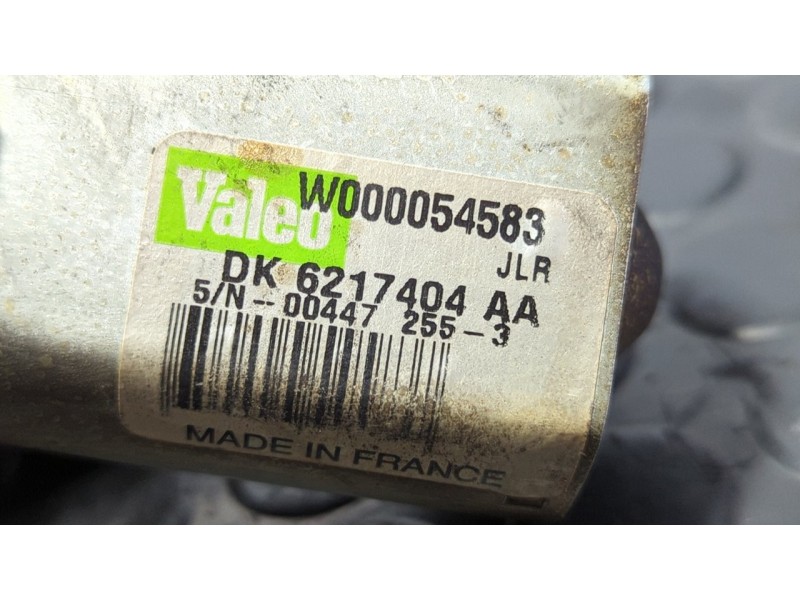 Valeo W000054583
JLR
DK 6217404 AA
S/N-00447 255-3
MADE IN FRANCE